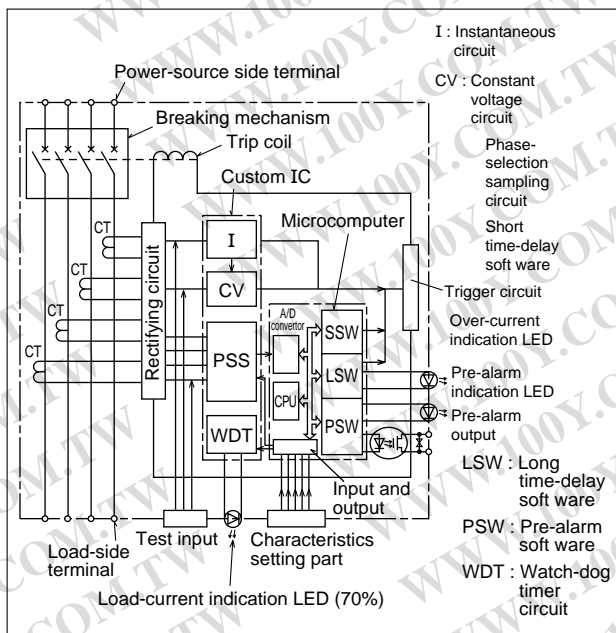 I : Instantaneous
circuit
Power-source side terminal
CV : Constant
voltage
circuit
Breaking mechanism
Trip coil
Phase-
selection
sampling
circuit
Custom IC
Microcomputer
Short
time-delay
soft ware
CT
CT
CT
CT
Rectifying circuit
I
CV
PSS
WDT
A/D
convertor
CPU
SSW
LSW
PSW
Trigger circuit
Over-current
indication LED
Pre-alarm
indication LED
Pre-alarm
output
Input and
output
LSW : Long
time-delay
soft ware
PSW : Pre-alarm
soft ware
WDT : Watch-dog
timer
circuit
Load-side
terminal
Test input
Characteristics
setting part
Load-current indication LED (70%)
WWW.100Y.COM.TW